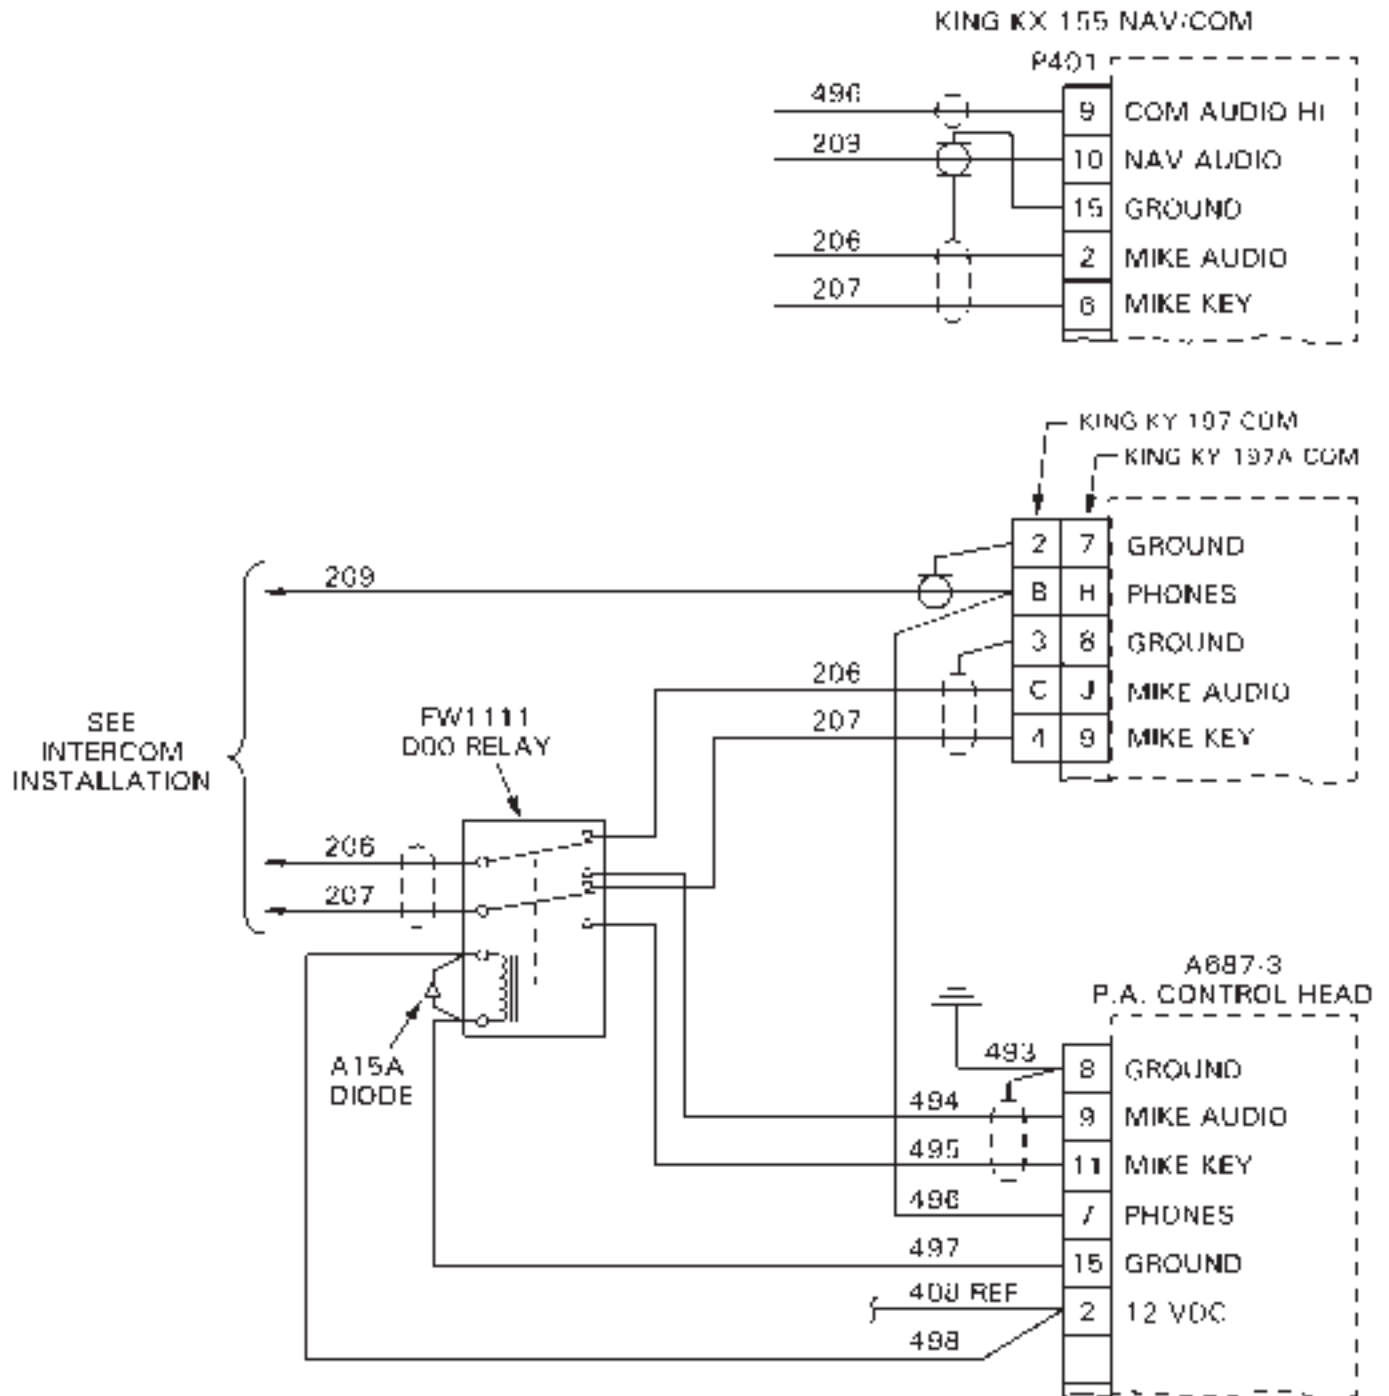 KING KX 155 NAV/COM
P401
496 9 COM AUDIO HI
209 10 NAV AUDIO
15 GROUND
206 2 MIKE AUDIO
207 6 MIKE KEY
KING KY 197 COM
KING KY 197A COM
2 7 GROUND
209 B H PHONES
3 8 GROUND
206 C J MIKE AUDIO
207 4 9 MIKE KEY
SEE
INTERCOM
INSTALLATION
FW1111
D00 RELAY
206
207
A15A
DIODE
A687-3
P.A. CONTROL HEAD
493 8 GROUND
494 9 MIKE AUDIO
495 11 MIKE KEY
496 7 PHONES
497 15 GROUND
REF 2 12 VDC
498